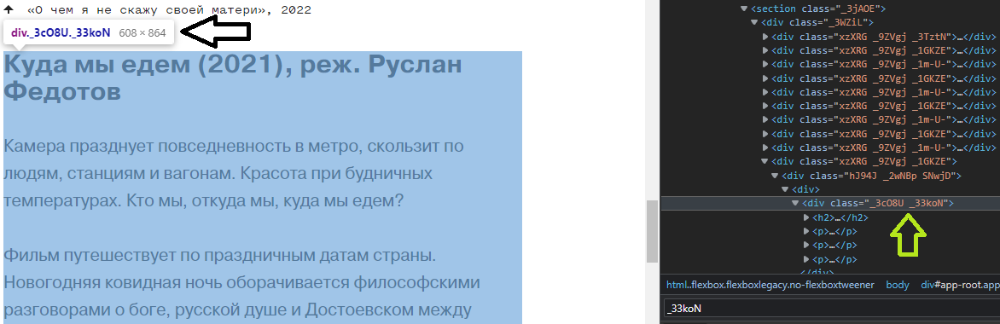 🡅 «О чем я не скажу своей матери», 2022
div._3cO8U._33koN 608 × 864
Куда мы едем (2021), реж. Руслан
Федотов
Камера празднует повседневность в метро, скользит по
людям, станциям и вагонам. Красота при будничных
температурах. Кто мы, откуда мы, куда мы едем?
Фильм путешествует по праздничным датам страны.
Новогодняя ковидная ночь оборачивается философскими
разговорами о боге, русской душе и Достоевском между
▼<section class="_3jAOE">
▼<div class="_3WZiL">
▶<div class="xzXRG _9ZVgj _3TztN">…</div>
▶<div class="xzXRG _9ZVgj _1GKZE">…</div>
▶<div class="xzXRG _9ZVgj _1m-U-">…</div>
▶<div class="xzXRG _9ZVgj _1GKZE">…</div>
▶<div class="xzXRG _9ZVgj _1m-U-">…</div>
▶<div class="xzXRG _9ZVgj _1GKZE">…</div>
▶<div class="xzXRG _9ZVgj _1m-U-">…</div>
▶<div class="xzXRG _9ZVgj _1GKZE">…</div>
▶<div class="xzXRG _9ZVgj _1m-U-">…</div>
▼<div class="xzXRG _9ZVgj _1GKZE">
▼<div class="hJ94J _2wNBp SNwjD">
▼<div>
▼<div class="_3cO8U _33koN">
▶<h2>…</h2>
▶<p>…</p>
▶<p>…</p>
▶<p>…</p>
</div>
html..flexbox.flexboxlegacy.no-flexboxtweener body div#app-root.app
_33koN